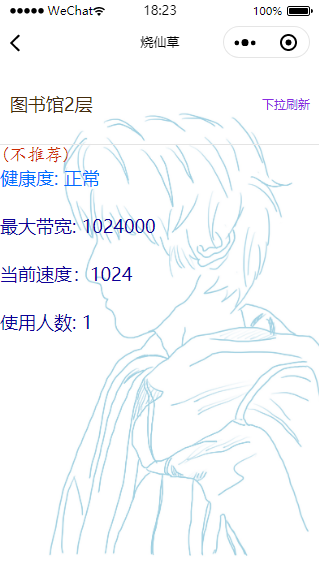 WeChat 18:23 100%
烧仙草
图书馆2层 下拉刷新
(不推荐)
健康度: 正常
最大带宽: 1024000
当前速度：1024
使用人数: 1